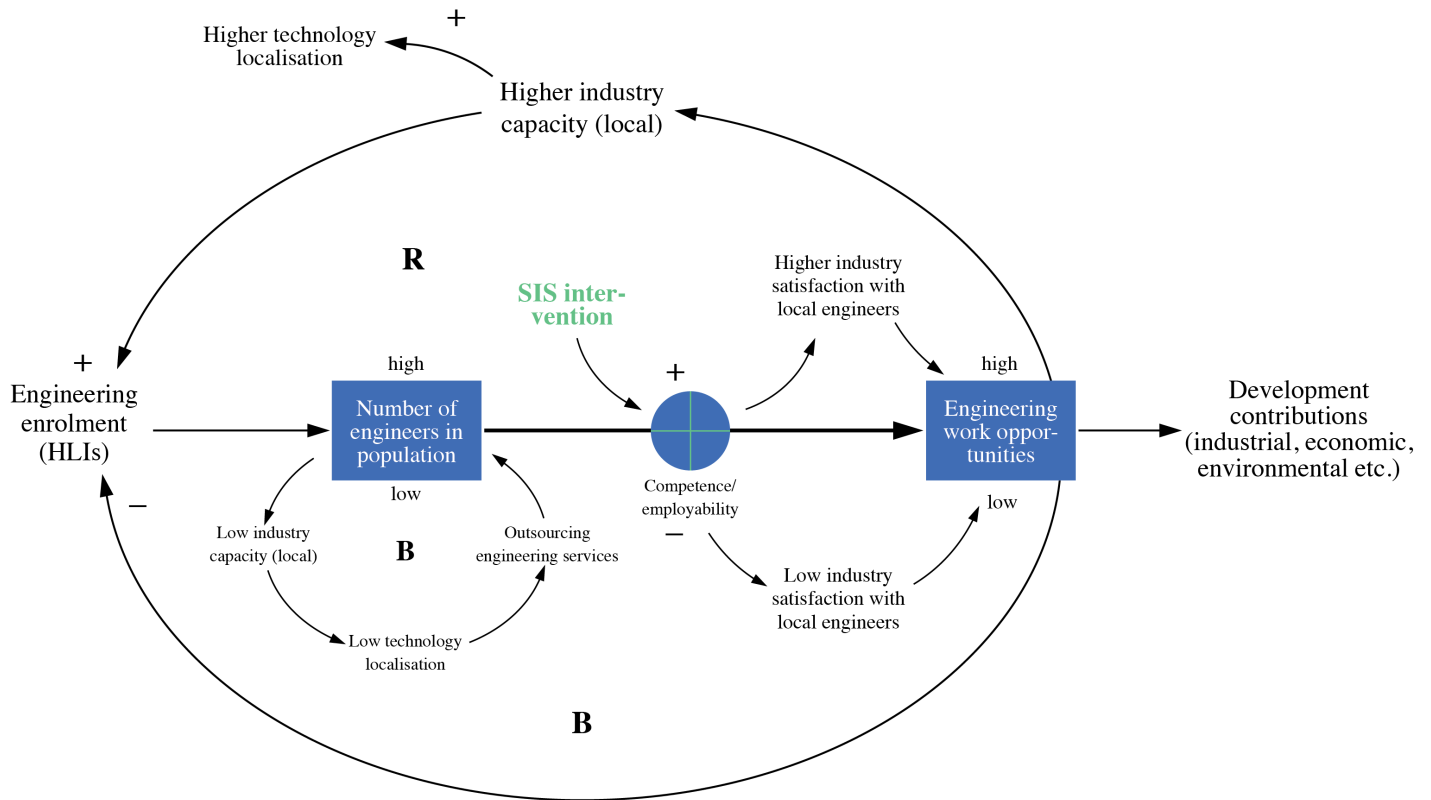 +
Higher technology
localisation
Higher industry
capacity (local)
R
Higher industry
satisfaction with
local engineers
SIS inter-
vention
+
Engineering
enrolment
(HLIs)
–
high
Number of
engineers in
population
low
+
Competence/
employability
–
high
Engineering
work oppor-
tunities
low
Development
contributions
(industrial, economic,
environmental etc.)
Low industry
capacity (local)
B
Outsourcing
engineering services
Low technology
localisation
Low industry
satisfaction with
local engineers
B